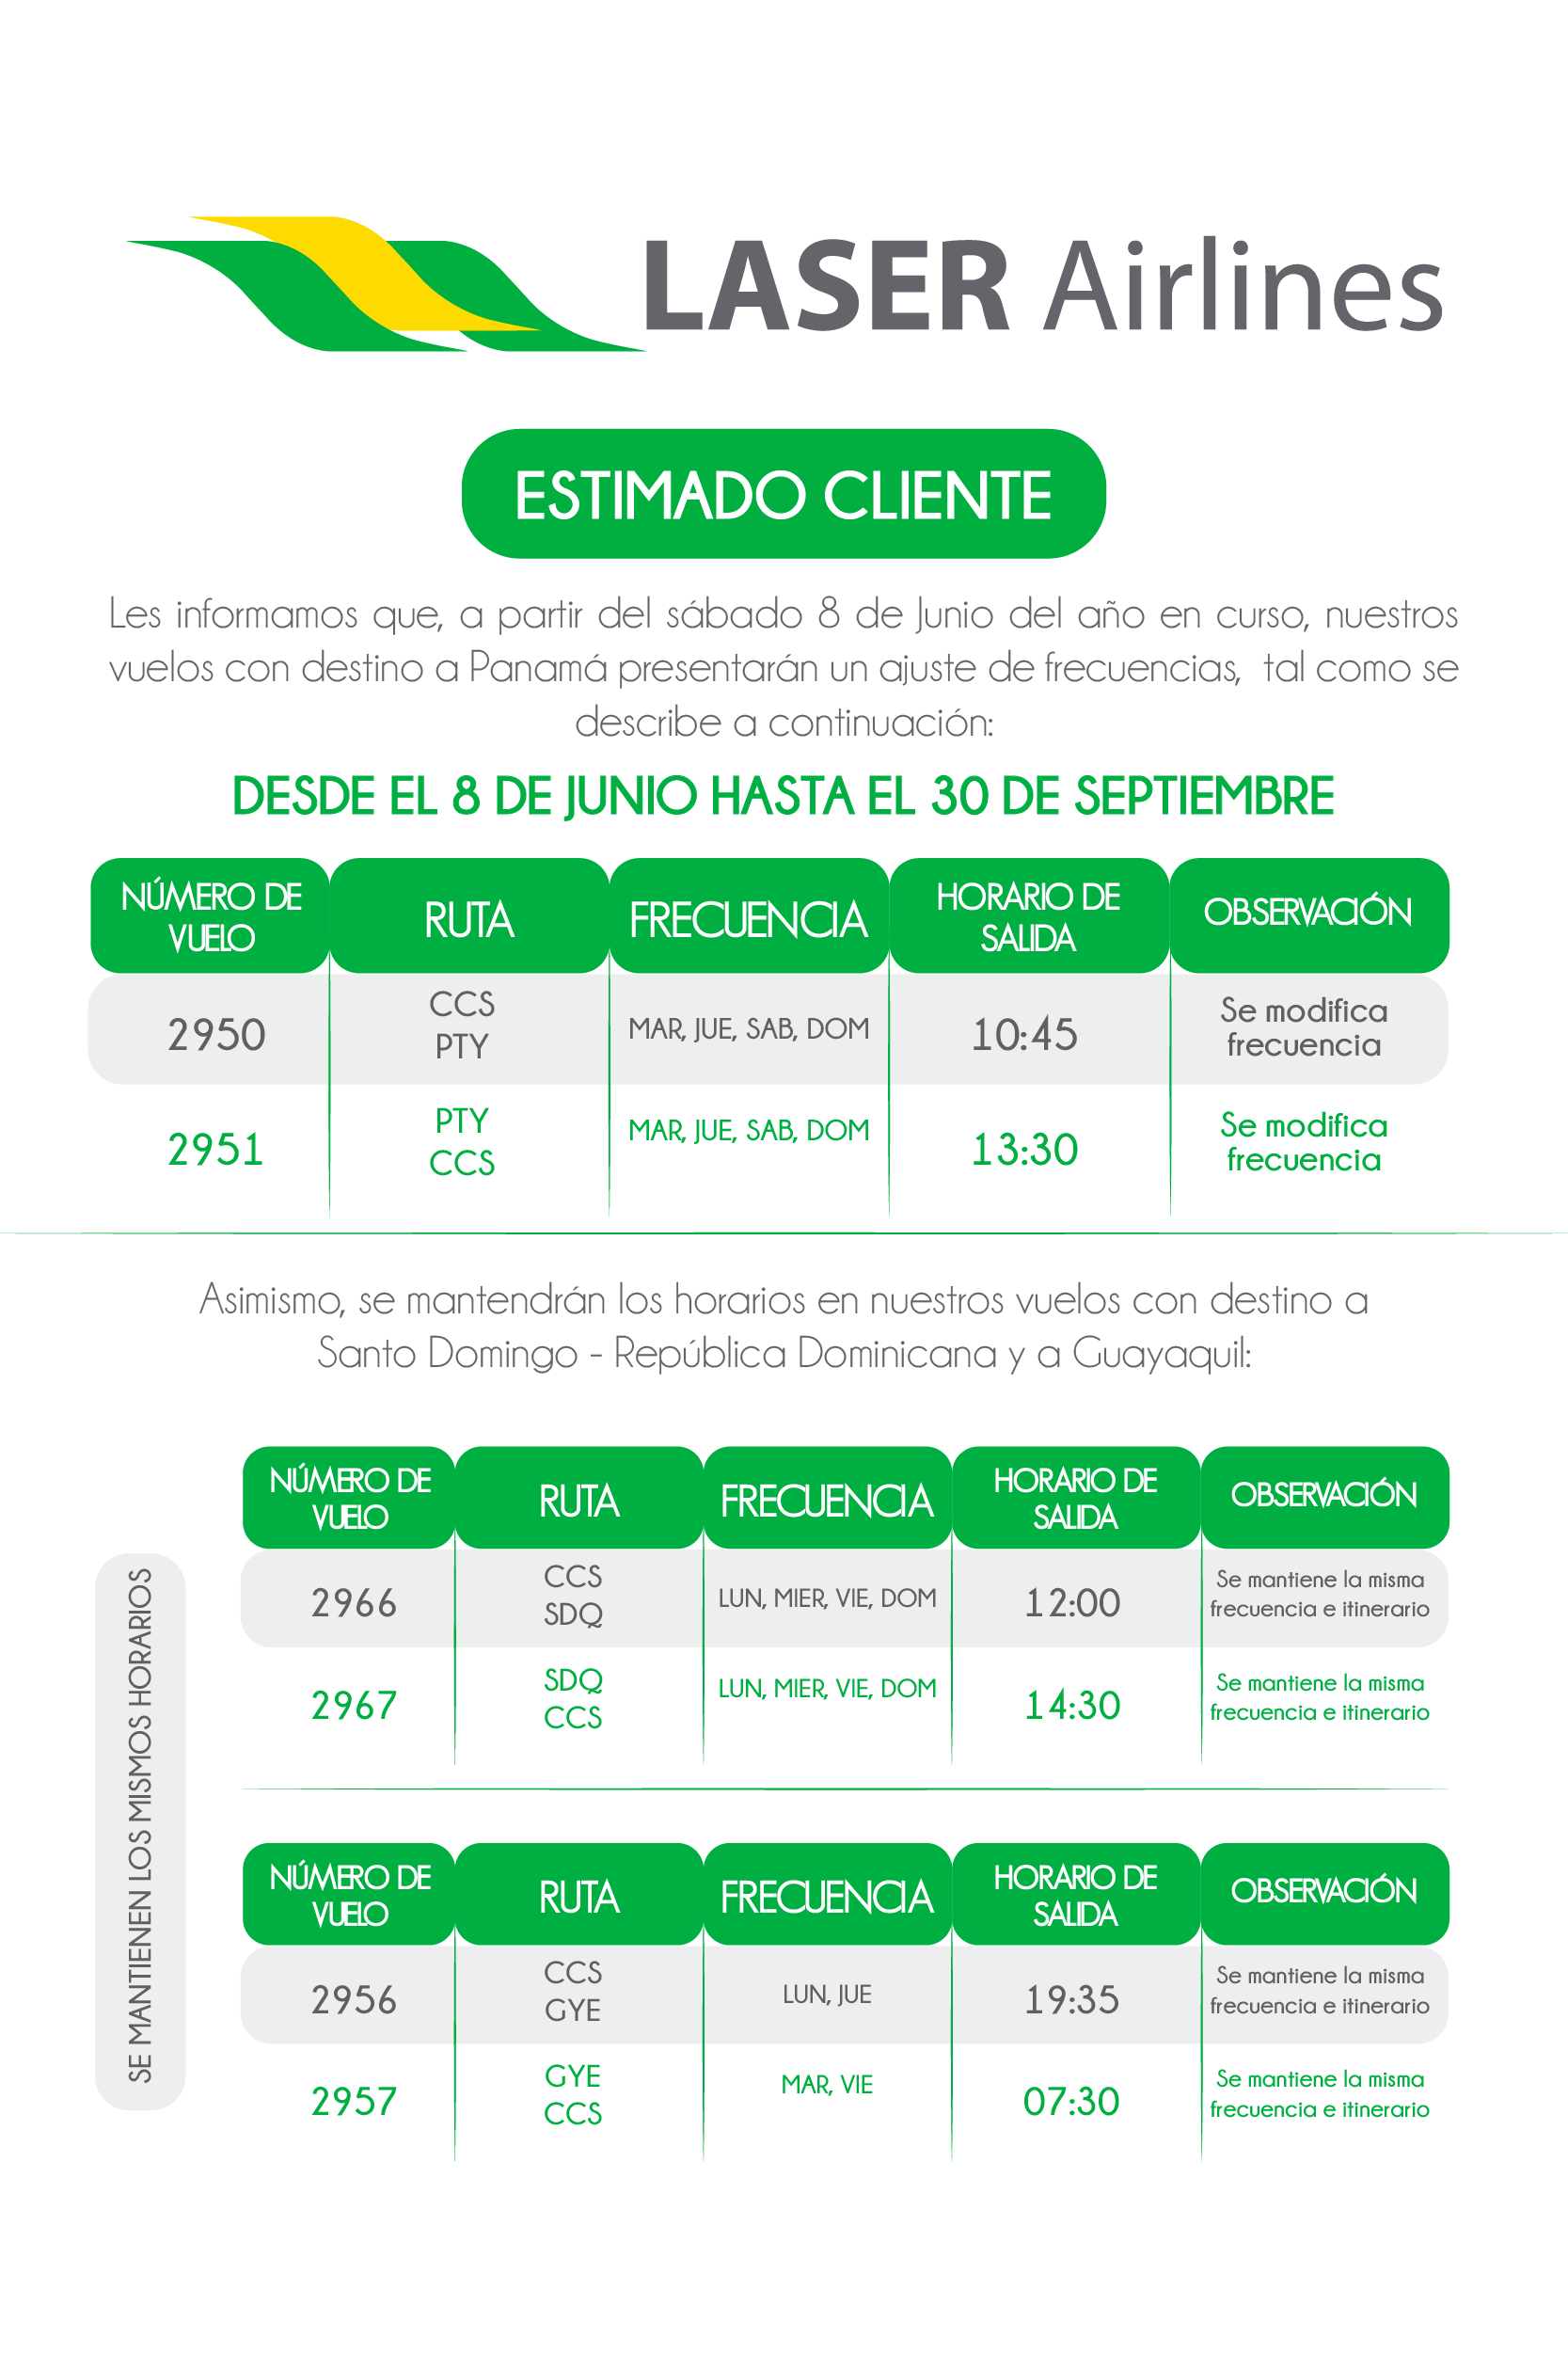 LASER Airlines
ESTIMADO CLIENTE
Les informamos que, a partir del sábado 8 de Junio del año en curso, nuestros
vuelos con destino a Panamá presentarán un ajuste de frecuencias, tal como se
describe a continuación:
DESDE EL 8 DE JUNIO HASTA EL 30 DE SEPTIEMBRE
NÚMERO DE VUELO RUTA FRECUENCIA HORARIO DE SALIDA OBSERVACIÓN
2950 CCS PTY MAR, JUE, SAB, DOM 10:45 Se modifica frecuencia
2951 PTY CCS MAR, JUE, SAB, DOM 13:30 Se modifica frecuencia
Asimismo, se mantendrán los horarios en nuestros vuelos con destino a
Santo Domingo - República Dominicana y a Guayaquil:
SE MANTIENEN LOS MISMOS HORARIOS
NÚMERO DE VUELO RUTA FRECUENCIA HORARIO DE SALIDA OBSERVACIÓN
2966 CCS SDQ LUN, MIER, VIE, DOM 12:00 Se mantiene la misma frecuencia e itinerario
2967 SDQ CCS LUN, MIER, VIE, DOM 14:30 Se mantiene la misma frecuencia e itinerario
NÚMERO DE VUELO RUTA FRECUENCIA HORARIO DE SALIDA OBSERVACIÓN
2956 CCS GYE LUN, JUE 19:35 Se mantiene la misma frecuencia e itinerario
2957 GYE CCS MAR, VIE 07:30 Se mantiene la misma frecuencia e itinerario